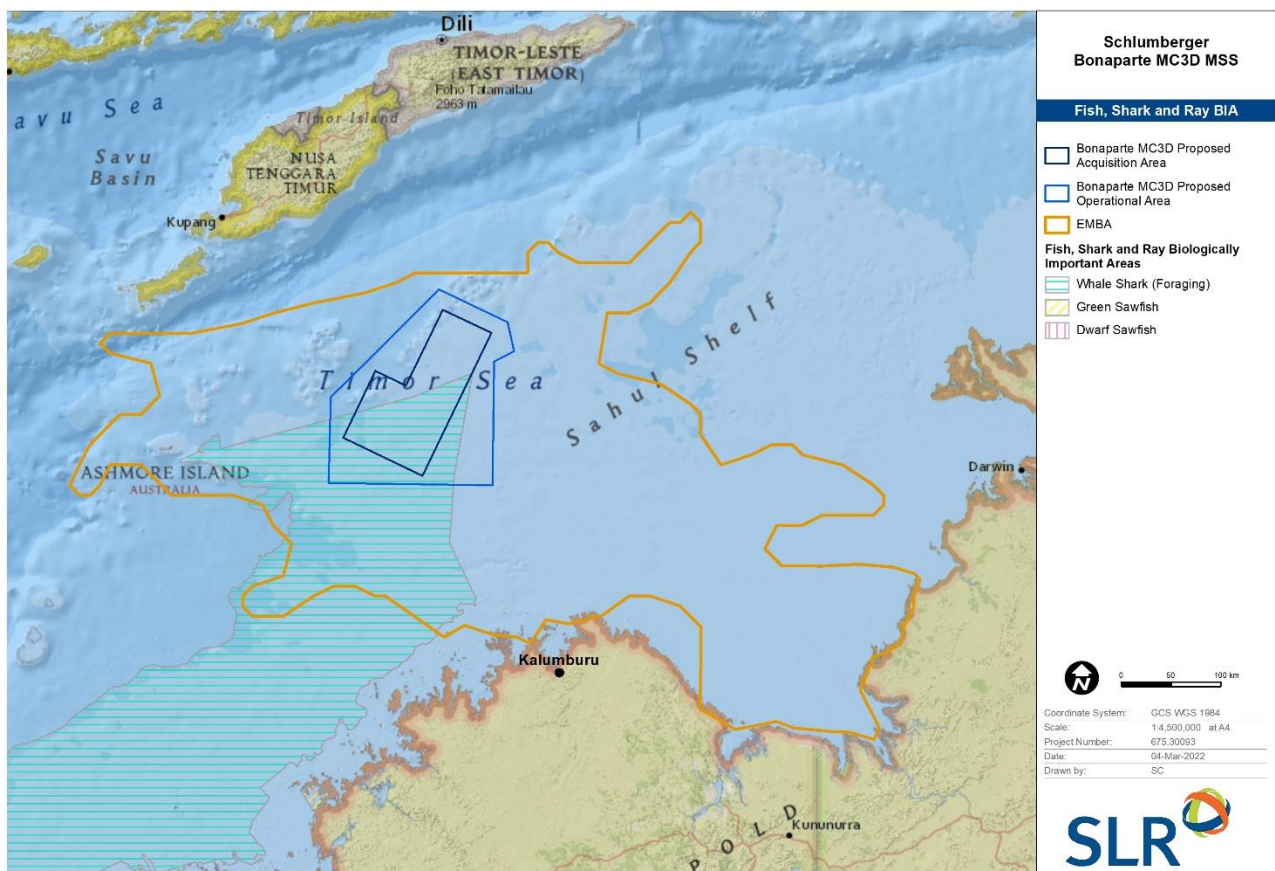 Dili
TIMOR-LESTE
(EAST TIMOR)
Foho Tatamailau
2963 m
Timor Island
avu Sea
Savu
Basin
NUSA
TENGGARA
TIMUR
Kupang
Timor Sea
Sahul Shelf
ASHMORE ISLAND
AUSTRALIA
Darwin
Kalumburu
POLD
Kununurra
Schlumberger
Bonaparte MC3D MSS
Fish, Shark and Ray BIA
Bonaparte MC3D Proposed
Acquisition Area
Bonaparte MC3D Proposed
Operational Area
EMBA
Fish, Shark and Ray Biologically
Important Areas
Whale Shark (Foraging)
Green Sawfish
Dwarf Sawfish
N
0 50 100 km
Coordinate System: GCS WGS 1984
Scale: 1:4,500,000 at A4
Project Number: 675.30093
Date: 04-Mar-2022
Drawn by: SC
SLR